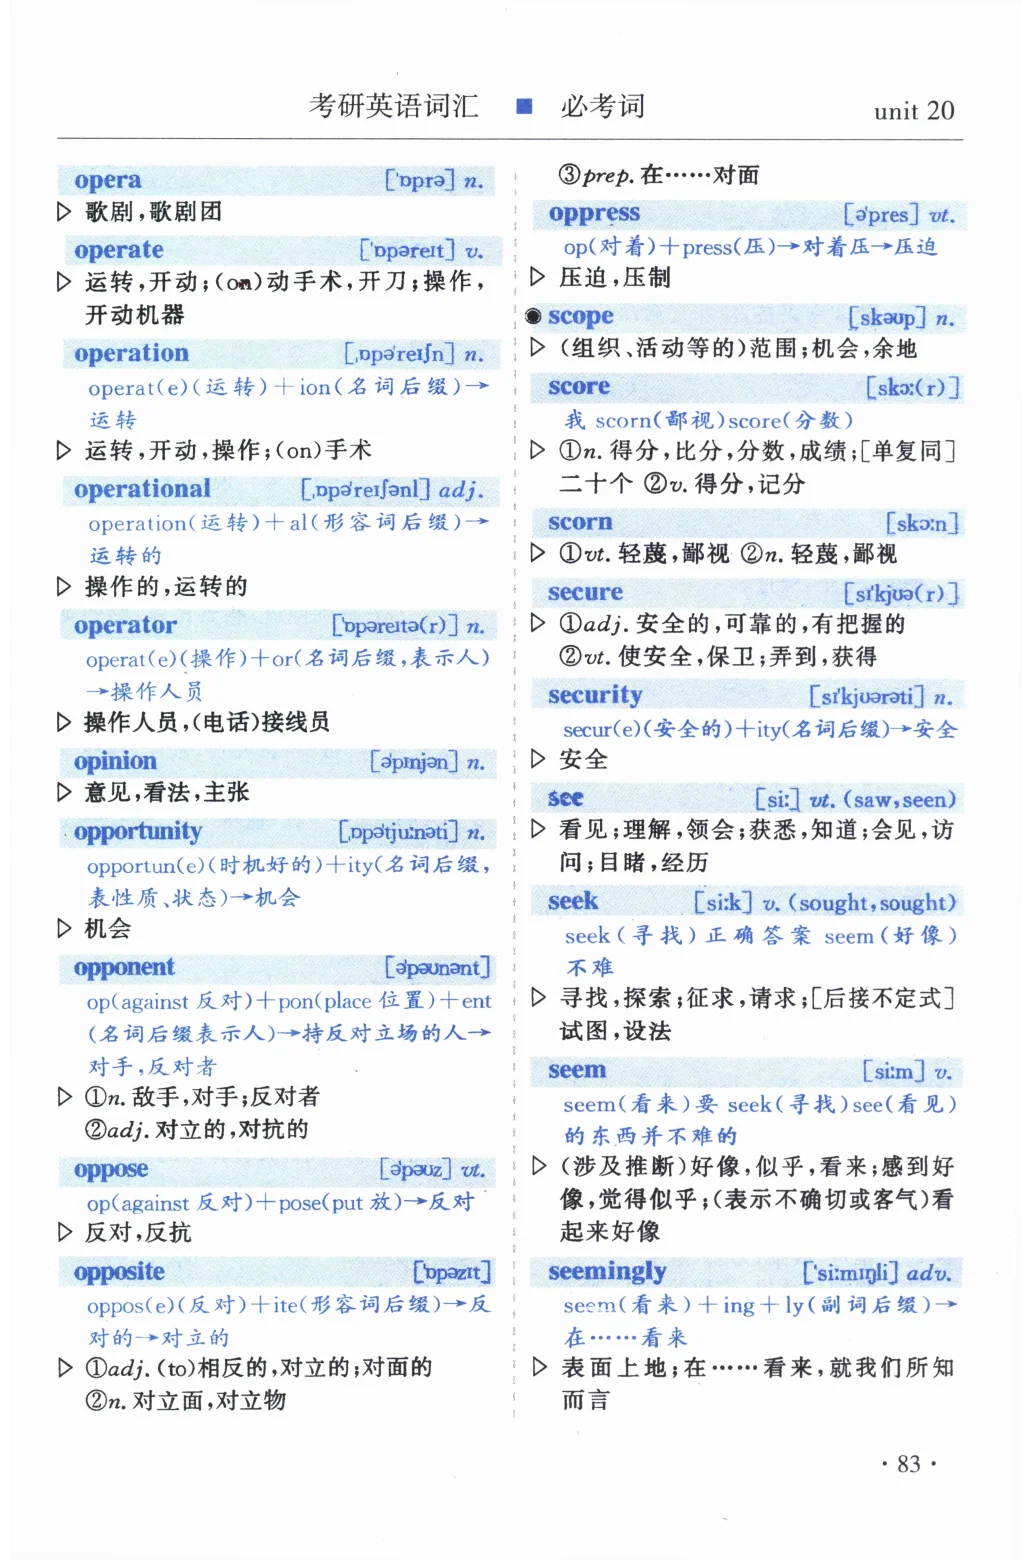 考研英语词汇 ■ 必考词 unit 20
opera ['ɒprə] n.
▷ 歌剧,歌剧团
operate ['ɒpəreɪt] v.
▷ 运转,开动;(on)动手术,开刀;操作,
开动机器
operation [ˌɒpə'reɪʃn] n.
operat(e)(运转)+ion(名词后缀)→
运转
▷ 运转,开动,操作;(on)手术
operational [ˌɒpə'reɪʃənl] adj.
operation(运转)+al(形容词后缀)→
运转的
▷ 操作的,运转的
operator ['ɒpəreɪtə(r)] n.
operat(e)(操作)+or(名词后缀,表示人)
→操作人员
▷ 操作人员,(电话)接线员
opinion [ə'pɪnjən] n.
▷ 意见,看法,主张
opportunity [ˌɒpə'tjuːnəti] n.
opportun(e)(时机好的)+ity(名词后缀,
表性质、状态)→机会
▷ 机会
opponent [ə'pəʊnənt]
op(against 反对)+pon(place 位置)+ent
(名词后缀表示人)→持反对立场的人→
对手,反对者
▷ ①n. 敌手,对手;反对者
②adj. 对立的,对抗的
oppose [ə'pəʊz] vt.
op(against 反对)+pose(put 放)→反对
▷ 反对,反抗
opposite ['ɒpəzɪt]
oppos(e)(反对)+ite(形容词后缀)→反
对的→对立的
▷ ①adj. (to)相反的,对立的;对面的
②n. 对立面,对立物
③prep. 在……对面
oppress [ə'pres] vt.
op(对着)+press(压)→对着压→压迫
▷ 压迫,压制
scope [skəʊp] n.
▷ (组织、活动等的)范围;机会,余地
score [skɔː(r)]
我 scorn(鄙视)score(分数)
▷ ①n. 得分,比分,分数,成绩;[单复同]
二十个 ②v. 得分,记分
scorn [skɔːn]
▷ ①vt. 轻蔑,鄙视 ②n. 轻蔑,鄙视
secure [sɪ'kjʊə(r)]
▷ ①adj. 安全的,可靠的,有把握的
②vt. 使安全,保卫;弄到,获得
security [sɪ'kjʊərəti] n.
secur(e)(安全的)+ity(名词后缀)→安全
▷ 安全
see [siː] vt. (saw,seen)
▷ 看见;理解,领会;获悉,知道;会见,访
问;目睹,经历
seek [siːk] v. (sought,sought)
seek(寻找)正确答案 seem(好像)
不难
▷ 寻找,探索;征求,请求;[后接不定式]
试图,设法
seem [siːm] v.
seem(看来)要 seek(寻找)see(看见)
的东西并不难的
▷ (涉及推断)好像,似乎,看来;感到好
像,觉得似乎;(表示不确切或客气)看
起来好像
seemingly ['siːmɪŋli] adv.
seem(看来)+ing+ly(副词后缀)→
在……看来
▷ 表面上地;在……看来,就我们所知
而言
· 83 ·